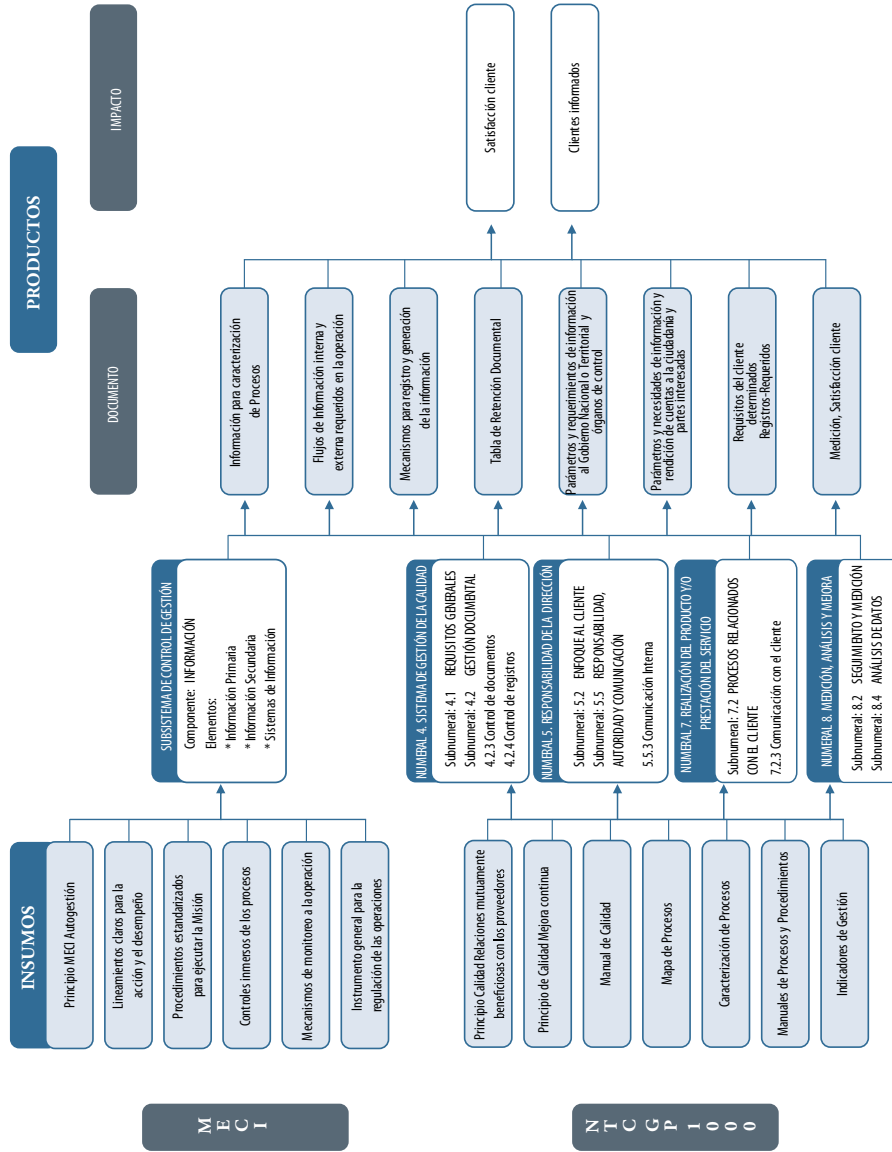 PRODUCTOS
INSUMOS
DOCUMENTO
IMPACTO
M
E
C
I
Principio MECI Autogestión
Lineamientos claros para la
acción y el desempeño
Procedimientos estandarizados
para ejecutar la Misión
Controles inmersos de los procesos
Mecanismos de monitoreo a la operación
Instrumento general para la
regulación de las operaciones
SUBSISTEMA DE CONTROL DE GESTIÓN
Componente: INFORMACIÓN
Elementos:
* Información Primaria
* Información Secundaria
* Sistemas de Información
N
T
C
G
P
1
0
0
0
Principio Calidad Relaciones mutuamente
beneficiosas con los proveedores
Principio de Calidad Mejora continua
Manual de Calidad
Mapa de Procesos
Caracterización de Procesos
Manuales de Procesos y Procedimientos
Indicadores de Gestión
NUMERAL 4. SISTEMA DE GESTIÓN DE LA CALIDAD
Subnumeral: 4.1 REQUISITOS GENERALES
Subnumeral: 4.2 GESTIÓN DOCUMENTAL
4.2.3 Control de documentos
4.2.4 Control de registros
NUMERAL 5. RESPONSABILIDAD DE LA DIRECCIÓN
Subnumeral: 5.2 ENFOQUE AL CLIENTE
Subnumeral: 5.5 RESPONSABILIDAD,
AUTORIDAD Y COMUNICACIÓN
5.5.3 Comunicación Interna
NUMERAL 7. REALIZACIÓN DEL PRODUCTO Y/O
PRESTACIÓN DEL SERVICIO
Subnumeral: 7.2 PROCESOS RELACIONADOS
CON EL CLIENTE
7.2.3 Comunicación con el cliente
NUMERAL 8. MEDICIÓN, ANÁLISIS Y MEJORA
Subnumeral: 8.2 SEGUIMIENTO Y MEDICIÓN
Subnumeral: 8.4 ANÁLISIS DE DATOS
Información para caracterización
de Procesos
Flujos de Información interna y
externa requeridos en la operación
Mecanismos para registro y generación
de la información
Tabla de Retención Documental
Parámetros y requerimientos de información
al Gobierno Nacional o Territorial y
órganos de control
Parámetros y necesidades de información y
rendición de cuentas a la ciudadanía y
partes interesadas
Requisitos del cliente
determinados
Registros-Requeridos
Medición, Satisfacción cliente
Satisfacción cliente
Clientes informados